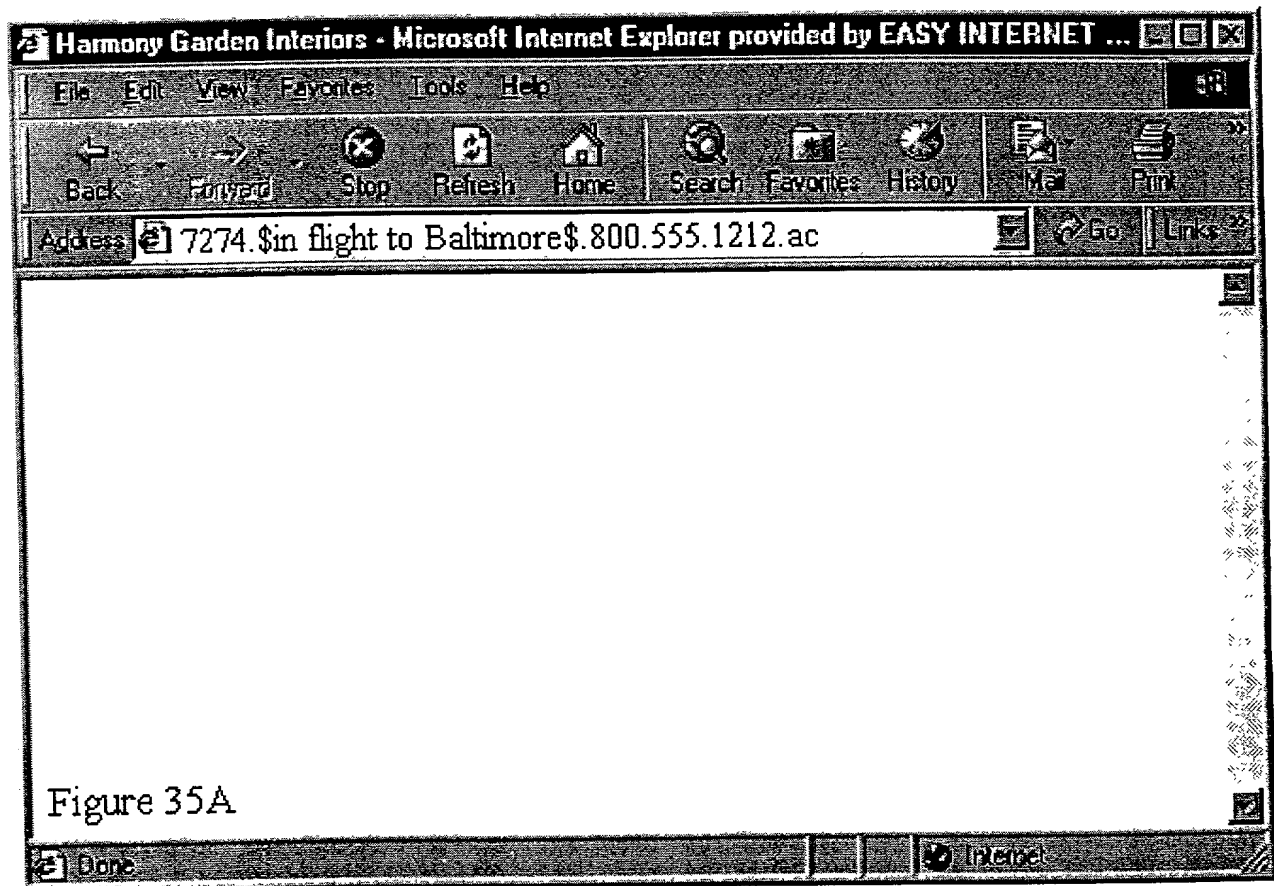 Harmony Garden Interiors - Microsoft Internet Explorer provided by EASY INTERNET ...
File Edit View Favorites Tools Help
Back Forward Stop Refresh Home Search Favorites History Mail Print
Address 7274.$in flight to Baltimore$.800.555.1212.ac Go Links
Figure 35A
Done Internet